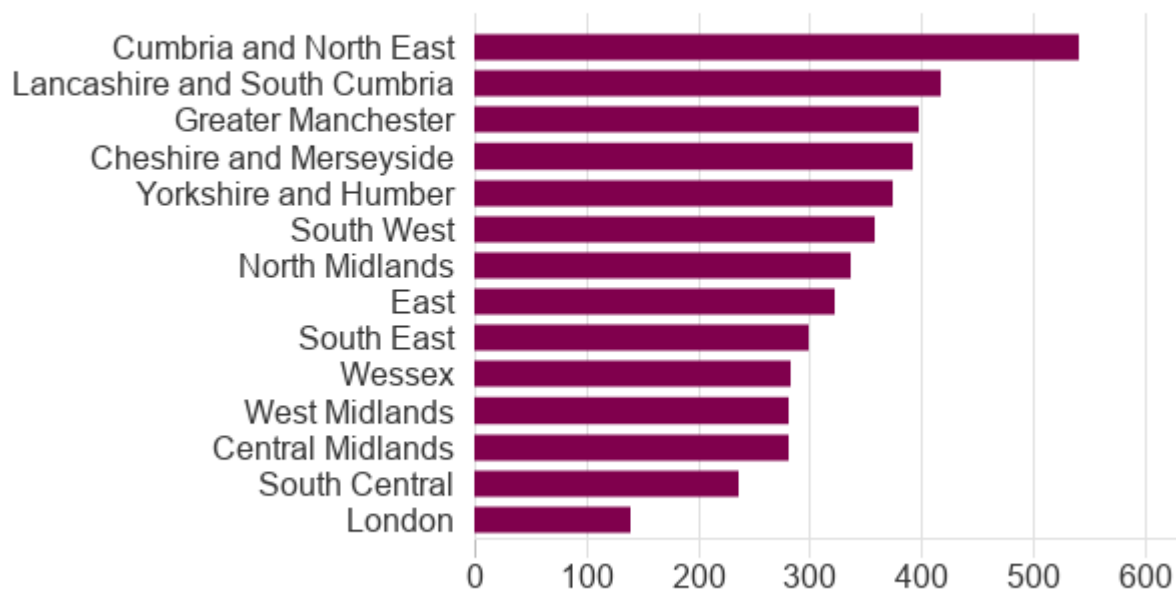 Cumbria and North East
Lancashire and South Cumbria
Greater Manchester
Cheshire and Merseyside
Yorkshire and Humber
South West
North Midlands
East
South East
Wessex
West Midlands
Central Midlands
South Central
London
0 100 200 300 400 500 600